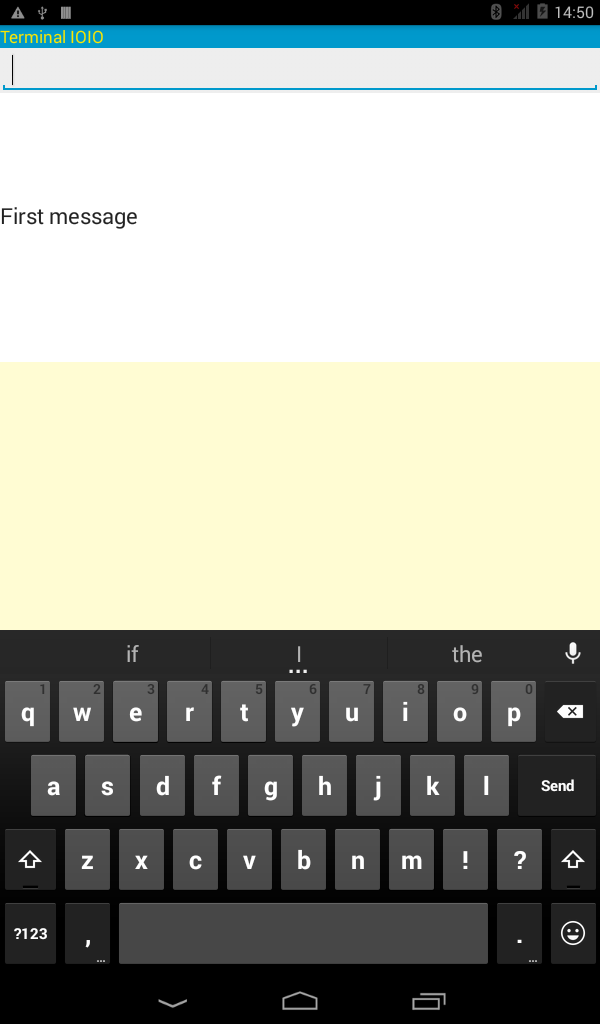 14:50
Terminal IOIO
First message
if I the
1 2 3 4 5 6 7 8 9 0
q w e r t y u i o p
a s d f g h j k l Send
z x c v b n m ! ?
?123 , ... . ...